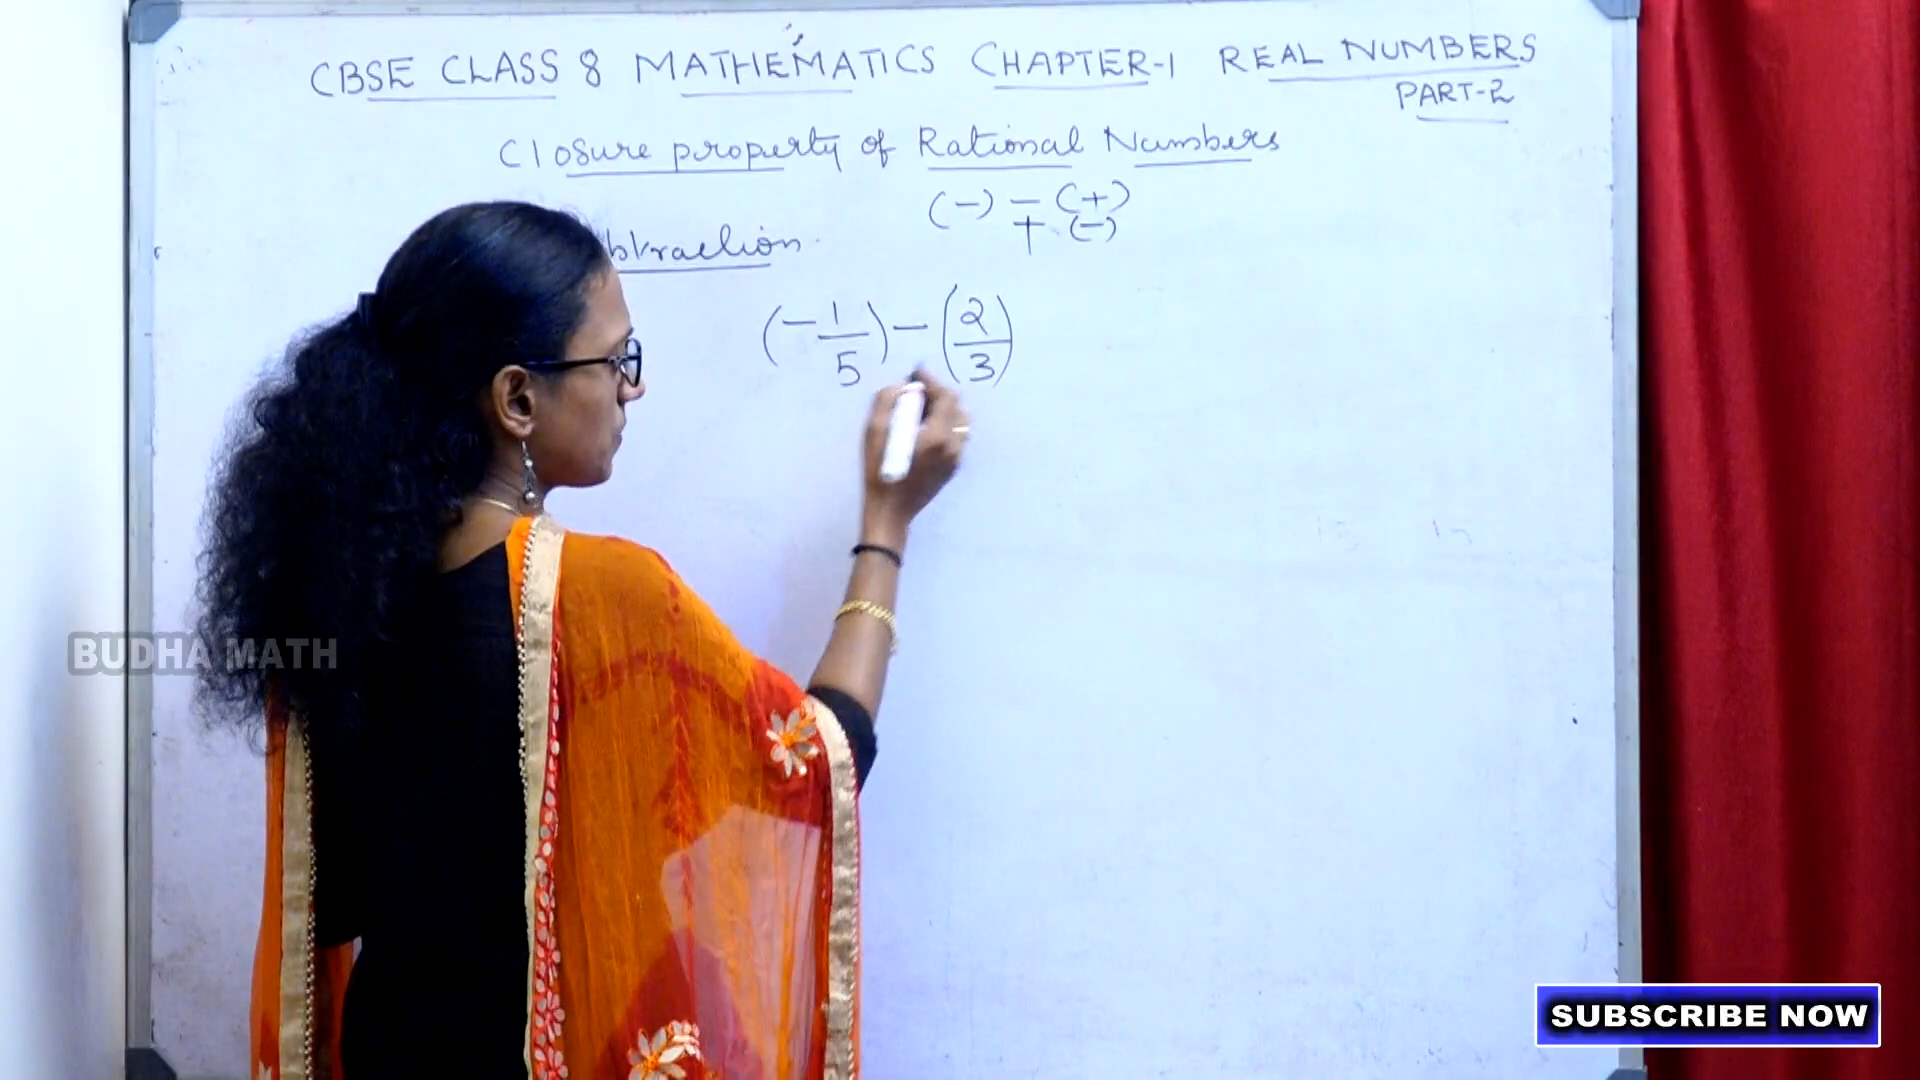 CBSE CLASS 8 MATHEMATICS CHAPTER-1 REAL NUMBERS
PART-2
Closure property of Rational Numbers
(-) - (+)
+ (-)
btraction
(-1/5) - (2/3)
BUDHA MATH
SUBSCRIBE NOW